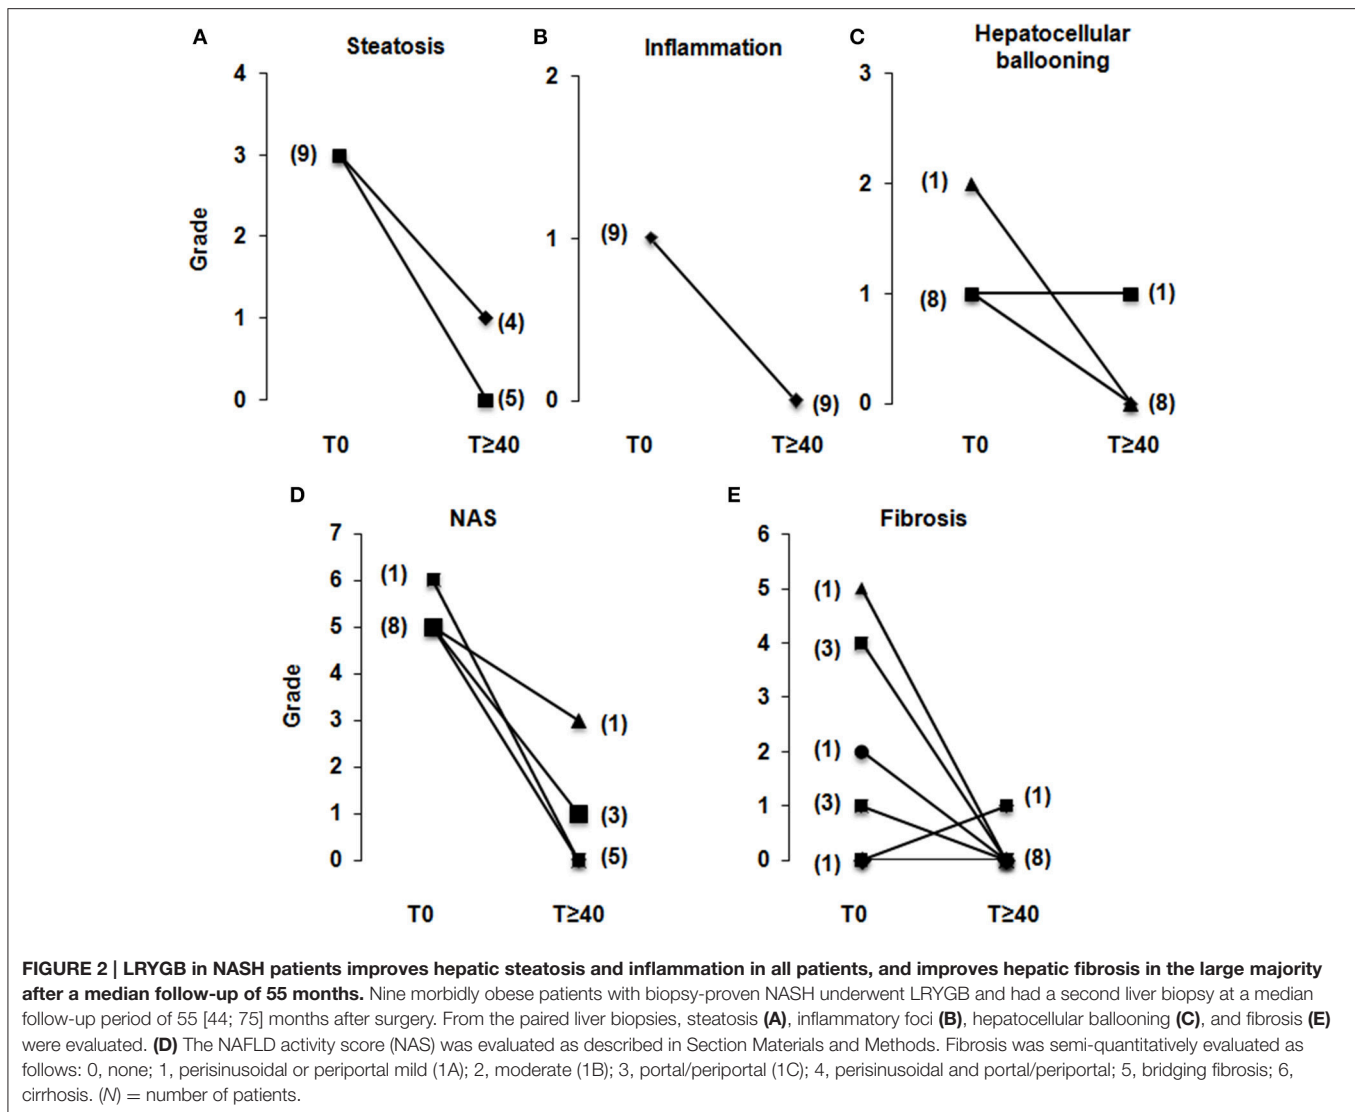 A
Steatosis
4
3
2
1
0
Grade
(9)
(4)
(5)
T0
T≥40
B
Inflammation
2
1
0
(9)
(9)
T0
T≥40
C
Hepatocellular
ballooning
3
2
1
0
(1)
(8)
(1)
(8)
T0
T≥40
D
NAS
7
6
5
4
3
2
1
0
Grade
(1)
(8)
(1)
(3)
(5)
T0
T≥40
E
Fibrosis
6
5
4
3
2
1
0
(1)
(3)
(1)
(3)
(1)
(1)
(8)
T0
T≥40
FIGURE 2 | LRYGB in NASH patients improves hepatic steatosis and inflammation in all patients, and improves hepatic fibrosis in the large majority
after a median follow-up of 55 months. Nine morbidly obese patients with biopsy-proven NASH underwent LRYGB and had a second liver biopsy at a median
follow-up period of 55 [44; 75] months after surgery. From the paired liver biopsies, steatosis (A), inflammatory foci (B), hepatocellular ballooning (C), and fibrosis (E)
were evaluated. (D) The NAFLD activity score (NAS) was evaluated as described in Section Materials and Methods. Fibrosis was semi-quantitatively evaluated as
follows: 0, none; 1, perisinusoidal or periportal mild (1A); 2, moderate (1B); 3, portal/periportal (1C); 4, perisinusoidal and portal/periportal; 5, bridging fibrosis; 6,
cirrhosis. (N) = number of patients.